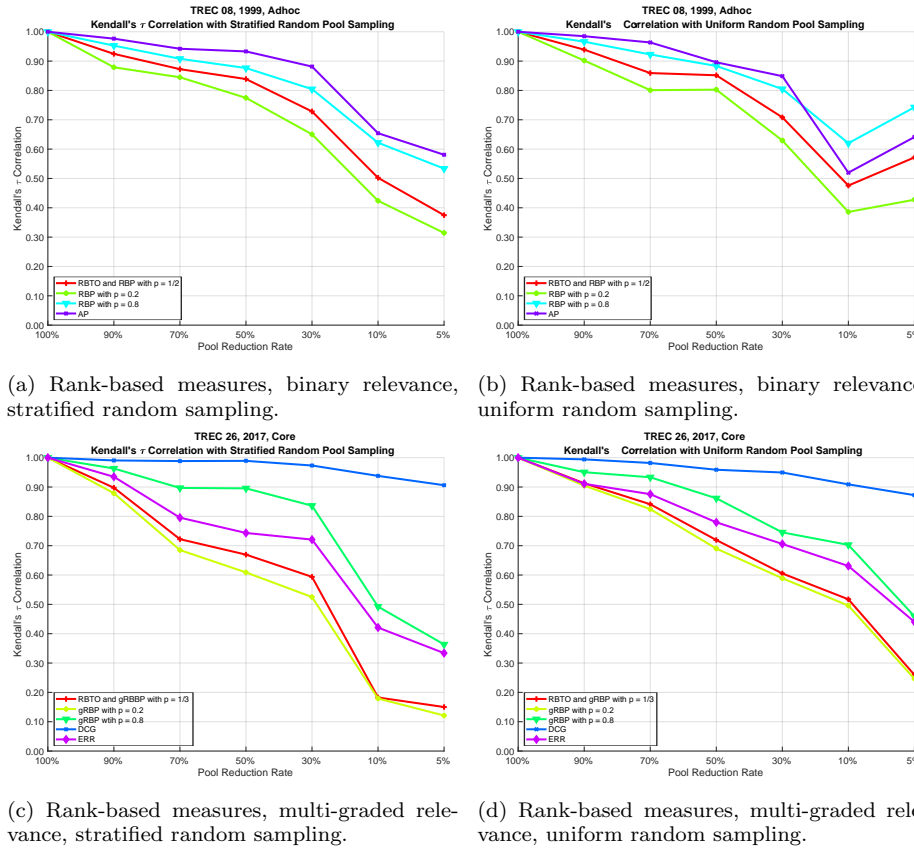 TREC 08, 1999, Adhoc
Kendall's τ Correlation with Stratified Random Pool Sampling
1.00
0.90
0.80
0.70
0.60
0.50
0.40
0.30
0.20
0.10
0.00
Kendall's τ Correlation
RBTO and RBP with p = 1/2
RBP with p = 0.2
RBP with p = 0.8
AP
100%
90%
70%
50%
30%
10%
5%
Pool Reduction Rate
(a) Rank-based measures, binary relevance,
stratified random sampling.
TREC 08, 1999, Adhoc
Kendall's Correlation with Uniform Random Pool Sampling
1.00
0.90
0.80
0.70
0.60
0.50
0.40
0.30
0.20
0.10
0.00
Kendall's τ Correlation
RBTO and RBP with p = 1/2
RBP with p = 0.2
RBP with p = 0.8
AP
100%
90%
70%
50%
30%
10%
5%
Pool Reduction Rate
(b) Rank-based measures, binary relevance
uniform random sampling.
TREC 26, 2017, Core
Kendall's τ Correlation with Stratified Random Pool Sampling
1.00
0.90
0.80
0.70
0.60
0.50
0.40
0.30
0.20
0.10
0.00
Kendall's τ Correlation
RBTO and gRBBP with p = 1/3
gRBP with p = 0.2
gRBP with p = 0.8
DCG
ERR
100%
90%
70%
50%
30%
10%
5%
Pool Reduction Rate
(c) Rank-based measures, multi-graded rele-
vance, stratified random sampling.
TREC 26, 2017, Core
Kendall's Correlation with Uniform Random Pool Sampling
1.00
0.90
0.80
0.70
0.60
0.50
0.40
0.30
0.20
0.10
0.00
Kendall's τ Correlation
RBTO and gRBP with p = 1/3
gRBP with p = 0.2
gRBP with p = 0.8
DCG
ERR
100%
90%
70%
50%
30%
10%
5%
Pool Reduction Rate
(d) Rank-based measures, multi-graded rele
vance, uniform random sampling.